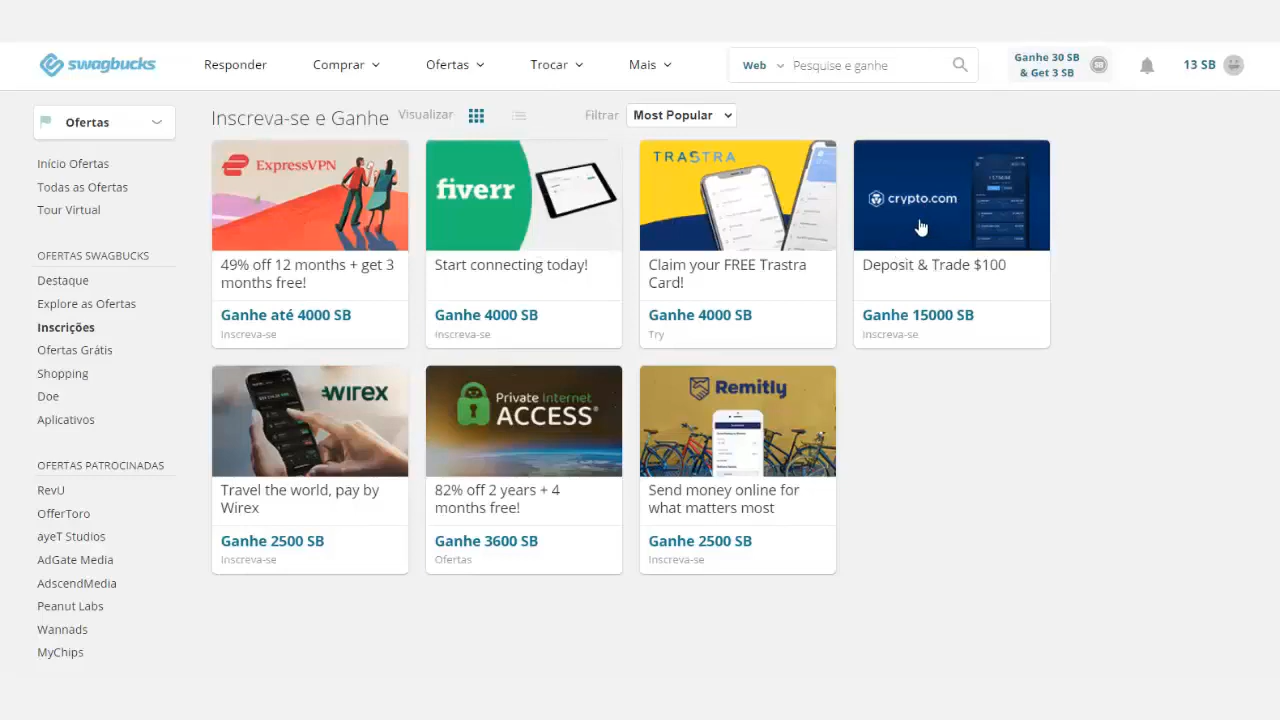 swagbucks
Responder
Comprar
Ofertas
Trocar
Mais
Web
Pesquise e ganhe
Ganhe 30 SB
& Get 3 SB
SB
13 SB
Ofertas
Início Ofertas
Todas as Ofertas
Tour Virtual
OFERTAS SWAGBUCKS
Destaque
Explore as Ofertas
Inscrições
Ofertas Grátis
Shopping
Doe
Aplicativos
OFERTAS PATROCINADAS
RevU
OfferToro
ayeT Studios
AdGate Media
AdscendMedia
Peanut Labs
Wannads
MyChips
Inscreva-se e Ganhe
Visualizar
Filtrar
Most Popular
ExpressVPN
49% off 12 months + get 3
months free!
Ganhe até 4000 SB
Inscreva-se
fiverr
Start connecting today!
Ganhe 4000 SB
Inscreva-se
TRASTRA
Claim your FREE Trastra
Card!
Ganhe 4000 SB
Try
crypto.com
Deposit & Trade $100
Ganhe 15000 SB
Inscreva-se
WIREX
Travel the world, pay by
Wirex
Ganhe 2500 SB
Inscreva-se
Private Internet
ACCESS®
82% off 2 years + 4
months free!
Ganhe 3600 SB
Ofertas
Remitly
Send money online for
what matters most
Ganhe 2500 SB
Inscreva-se